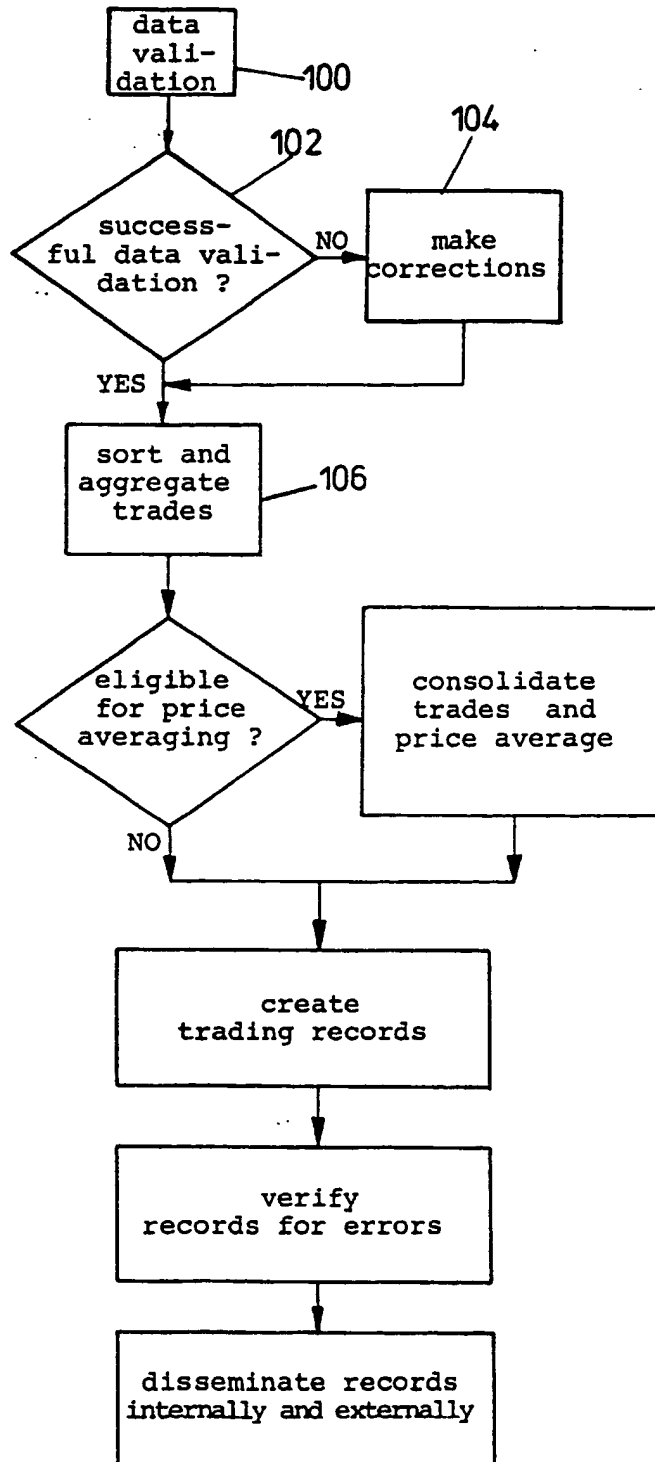 data
vali-
dation
100
102
104
success-
ful data vali-
dation ?
NO
make
corrections
YES
sort and
aggregate
trades
106
eligible
for price
averaging ?
YES
consolidate
trades and
price average
NO
create
trading records
verify
records for errors
disseminate records
internally and externally